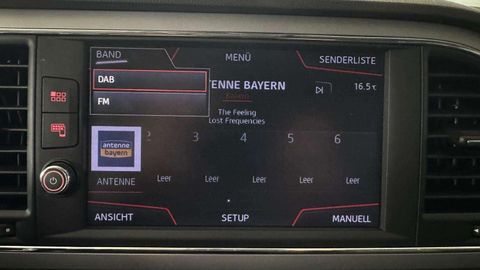 BAND
MENÜ
SENDERLISTE
DAB
FM
TENNE BAYERN
16.5°C
The Feeling
Lost Frequencies
2 3 4 5 6
antenne
bayern
ANTENNE Leer Leer Leer Leer Leer
ANSICHT
SETUP
MANUELL